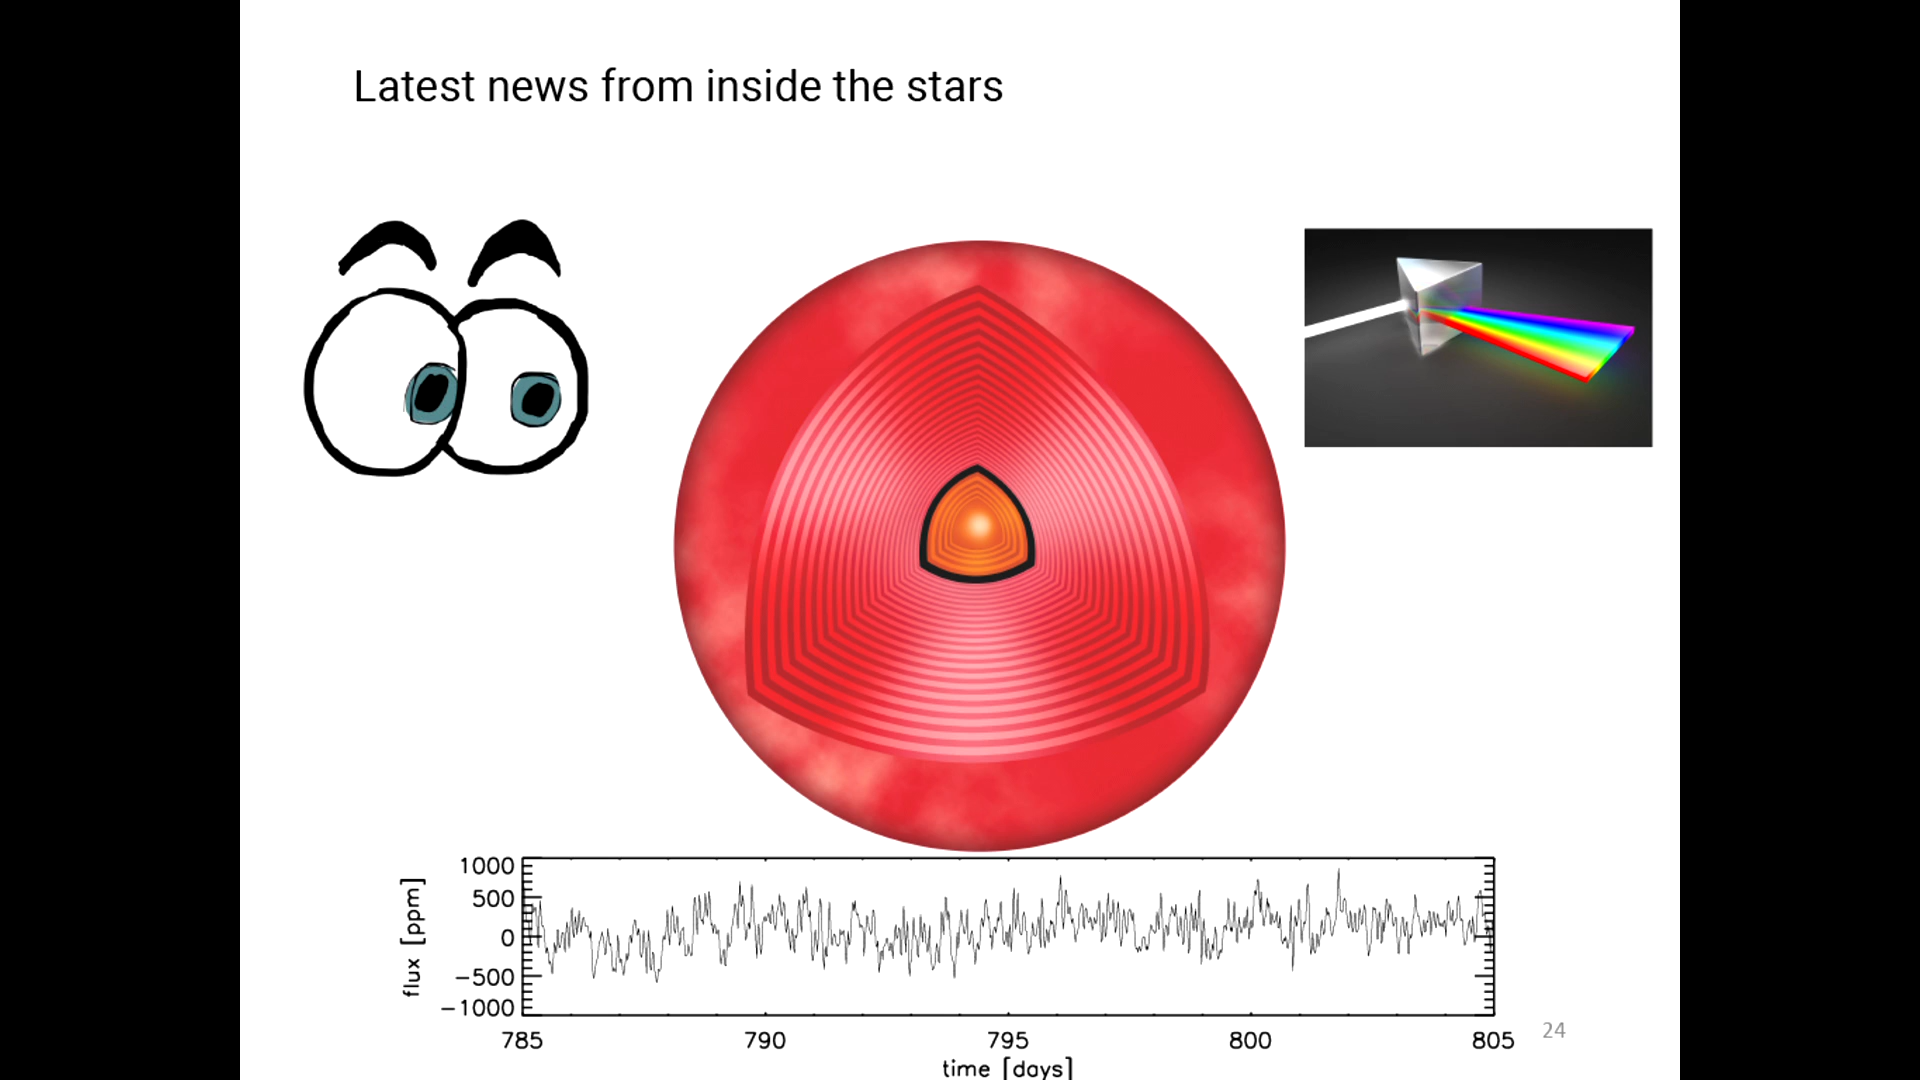 Latest news from inside the stars
1000
500
0
−500
−1000
flux [ppm]
785 790 795 800 805
time [days]
24